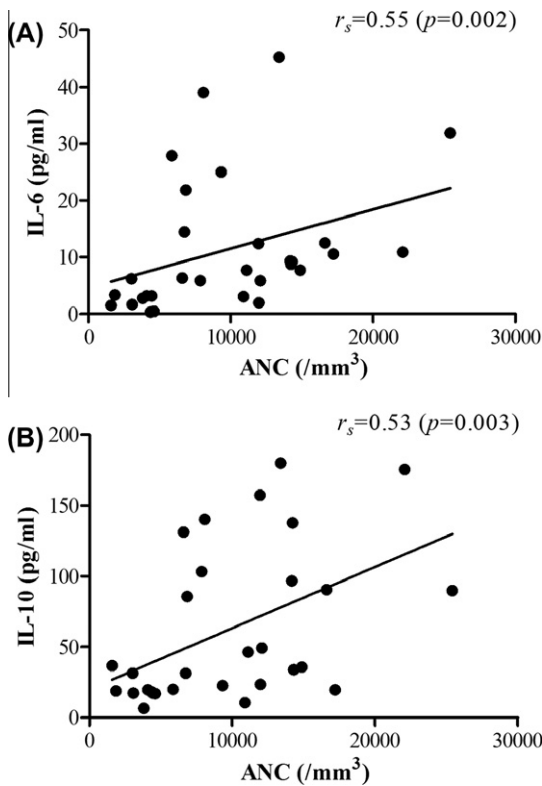 (A)
rs=0.55 (p=0.002)
50
40
30
20
10
0
IL-6 (pg/ml)
0 10000 20000 30000
ANC (/mm³)
(B)
rs=0.53 (p=0.003)
200
150
100
50
0
IL-10 (pg/ml)
0 10000 20000 30000
ANC (/mm³)